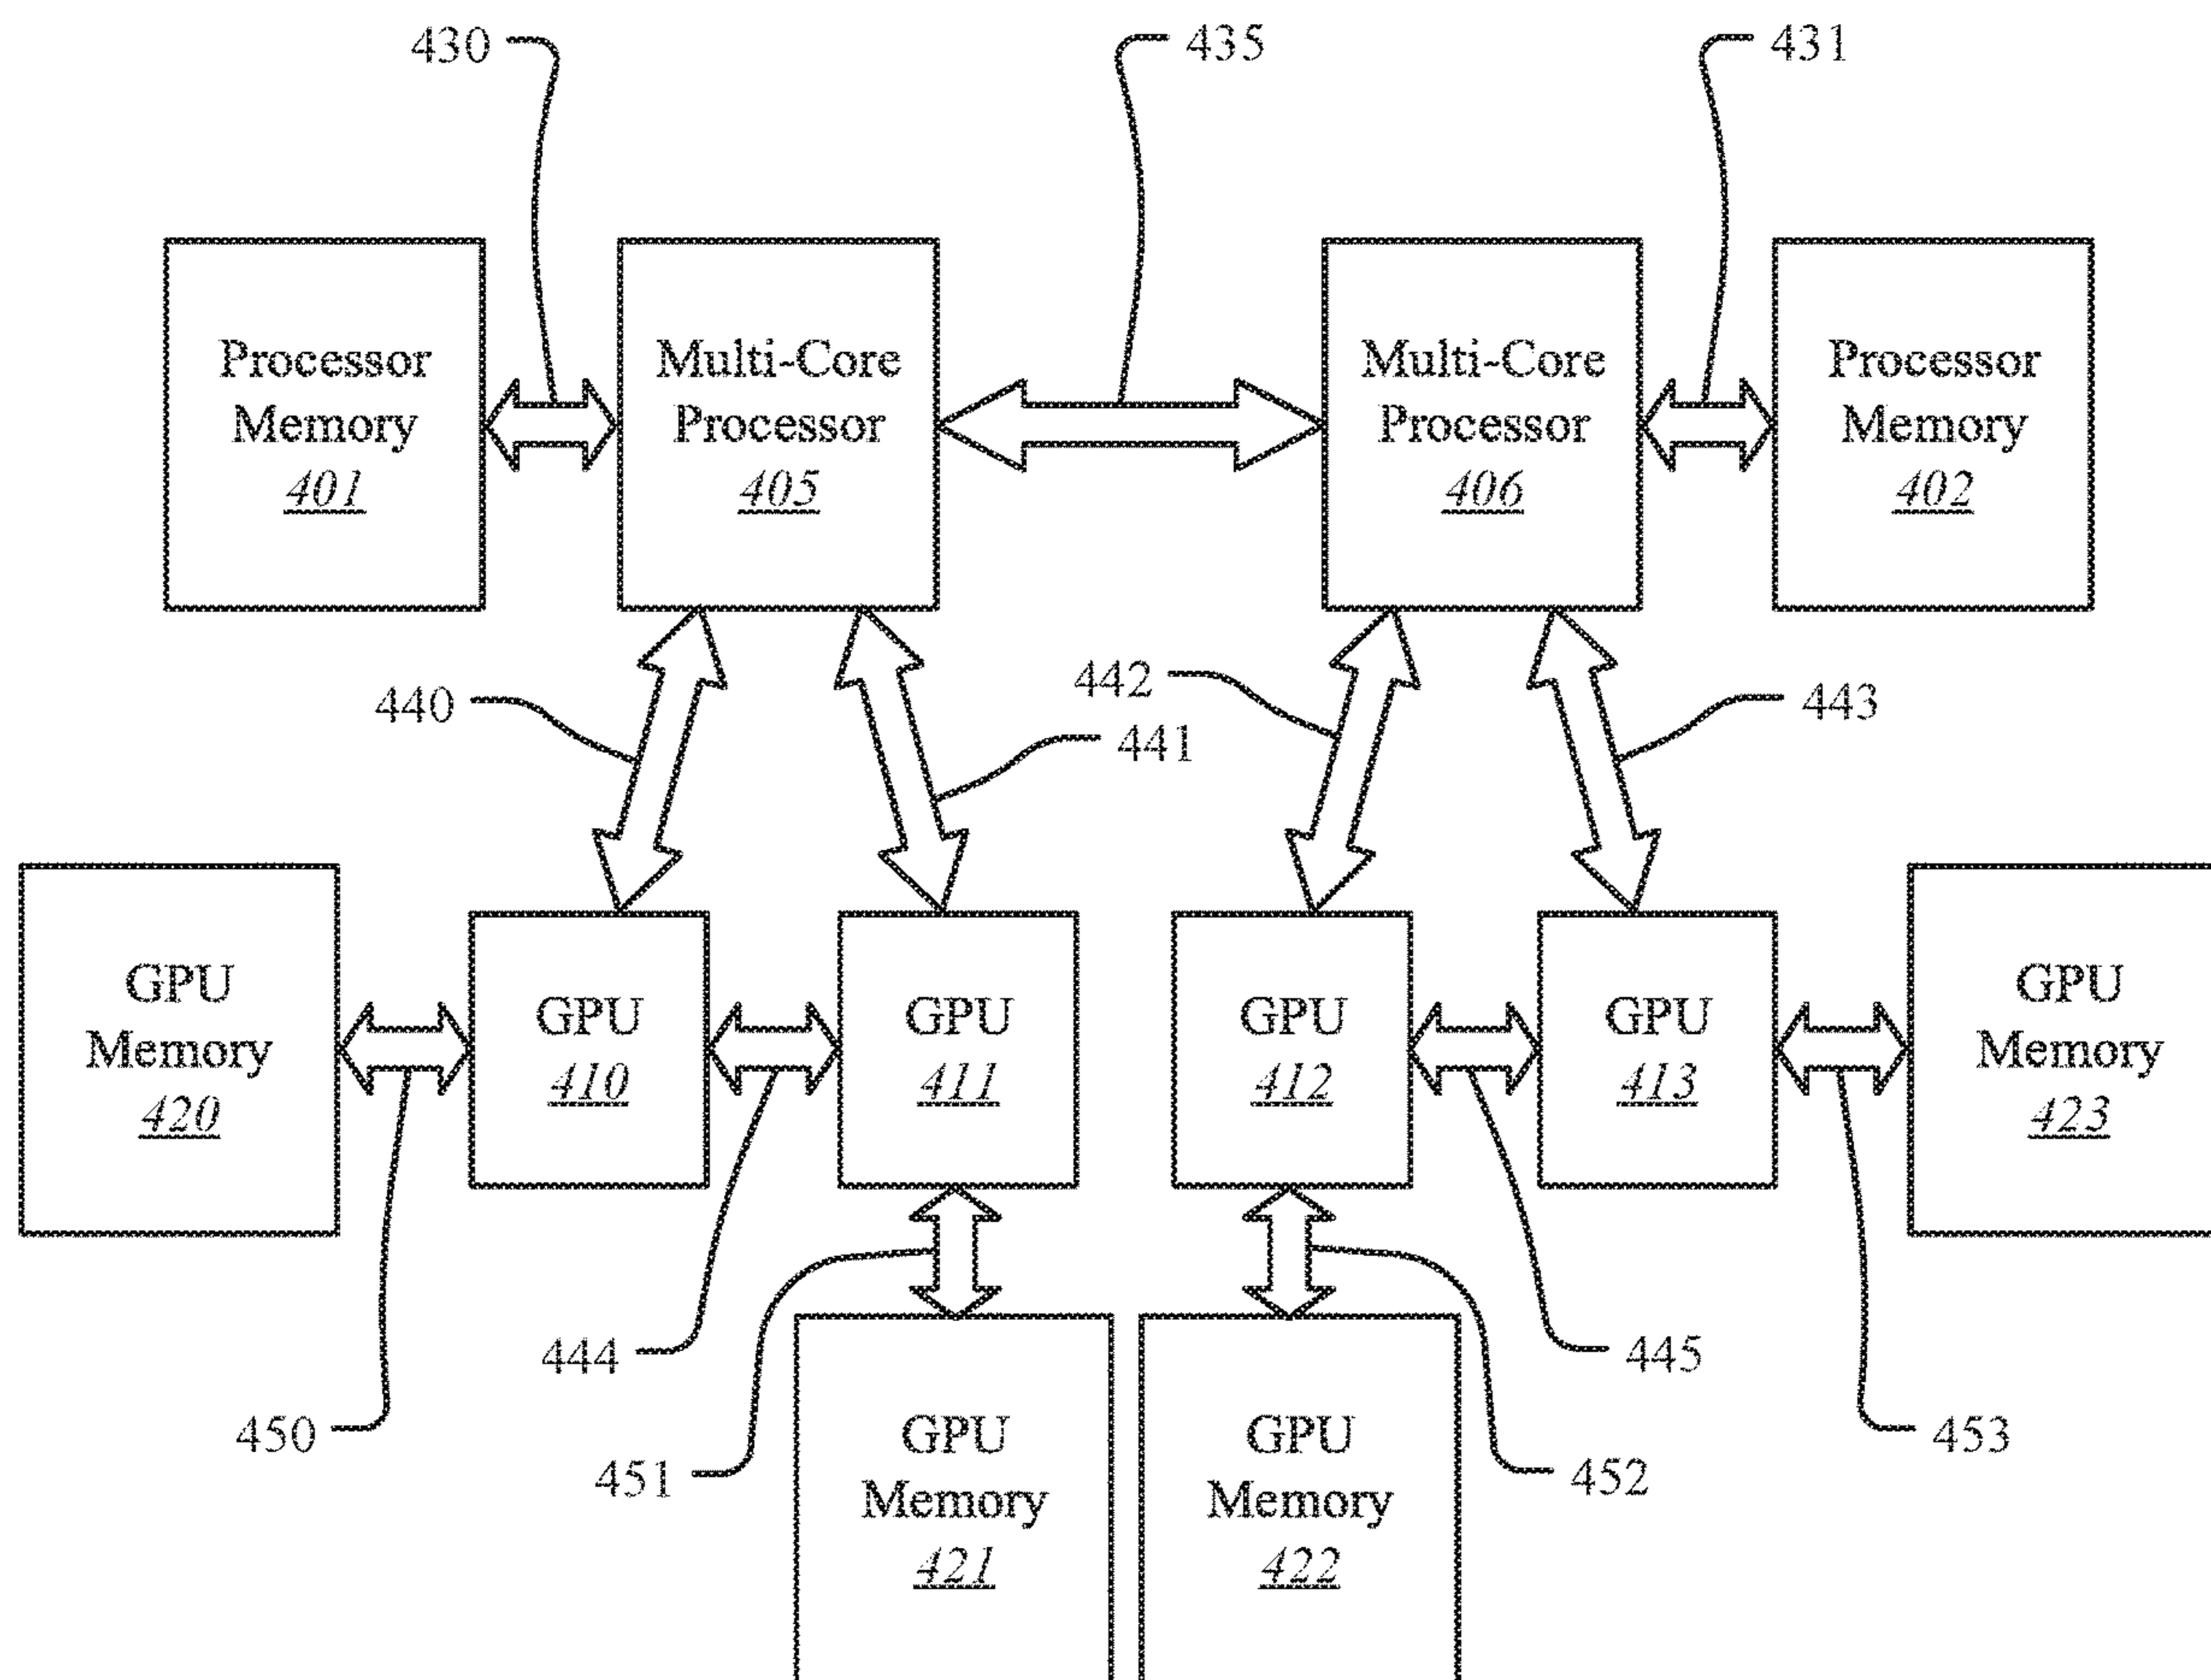 430
435
431
Processor
Memory
401
Multi-Core
Processor
405
Multi-Core
Processor
406
Processor
Memory
402
440
441
442
443
GPU
Memory
420
GPU
410
GPU
411
GPU
412
GPU
413
GPU
Memory
423
444
445
450
451
452
453
GPU
Memory
421
GPU
Memory
422